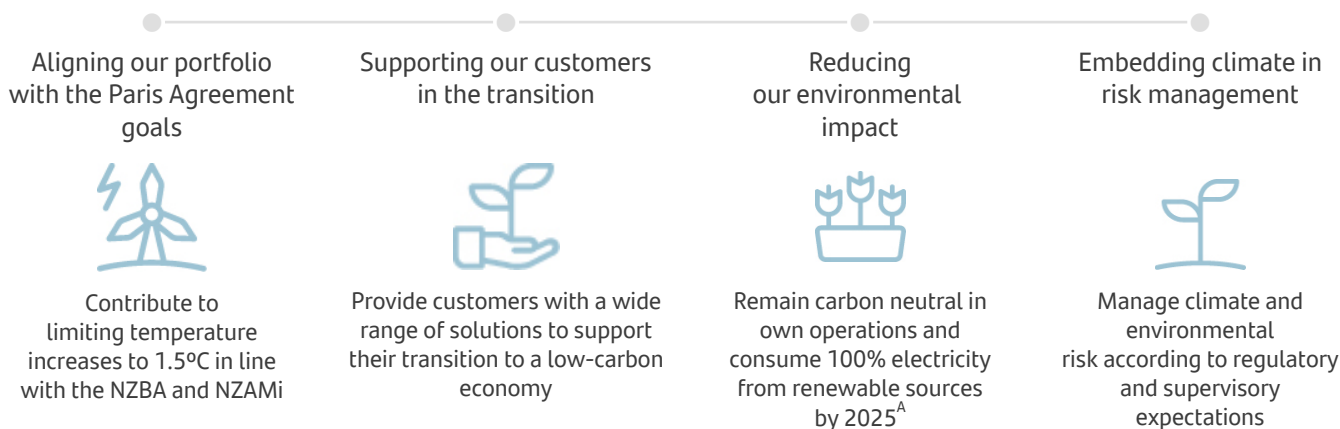 Aligning our portfolio
with the Paris Agreement
goals
Contribute to
limiting temperature
increases to 1.5ºC in line
with the NZBA and NZAMi
Supporting our customers
in the transition
Provide customers with a wide
range of solutions to support
their transition to a low-carbon
economy
Reducing
our environmental
impact
Remain carbon neutral in
own operations and
consume 100% electricity
from renewable sources
by 2025ᴬ
Embedding climate in
risk management
Manage climate and
environmental
risk according to regulatory
and supervisory
expectations